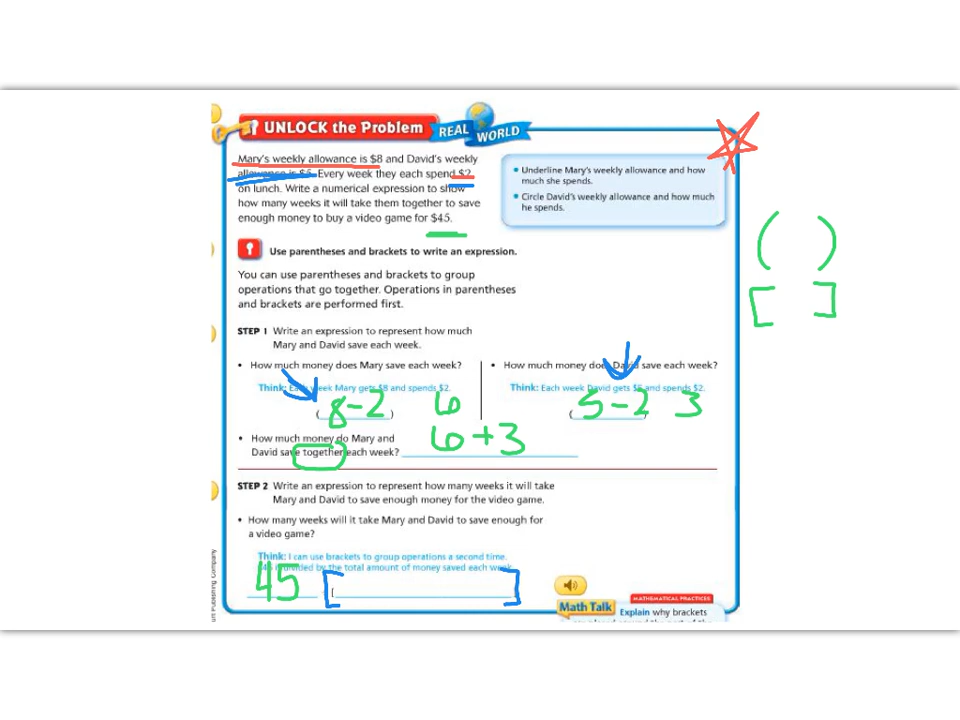 UNLOCK the Problem REAL WORLD
Mary's weekly allowance is $8 and David's weekly
allowance is $5. Every week they each spend $2
on lunch. Write a numerical expression to show
how many weeks it will take them together to save
enough money to buy a video game for $45.
• Underline Mary's weekly allowance and how
much she spends.
• Circle David's weekly allowance and how much
he spends.
( )
[ ]
Use parentheses and brackets to write an expression.
You can use parentheses and brackets to group
operations that go together. Operations in parentheses
and brackets are performed first.
STEP 1 Write an expression to represent how much
Mary and David save each week.
• How much money does Mary save each week?
Think: Each week Mary gets $8 and spends $2.
(8-2) 6
• How much money does David save each week?
Think: Each week David gets $5 and spends $2.
(5-2) 3
• How much money do Mary and
David save together each week? 6+3
STEP 2 Write an expression to represent how many weeks it will take
Mary and David to save enough money for the video game.
• How many weeks will it take Mary and David to save enough for
a video game?
Think: I can use brackets to group operations a second time.
is divided by the total amount of money saved each week.
45 [ ]
Math Talk
MATHEMATICAL PRACTICES
Explain why brackets
Publishing Company